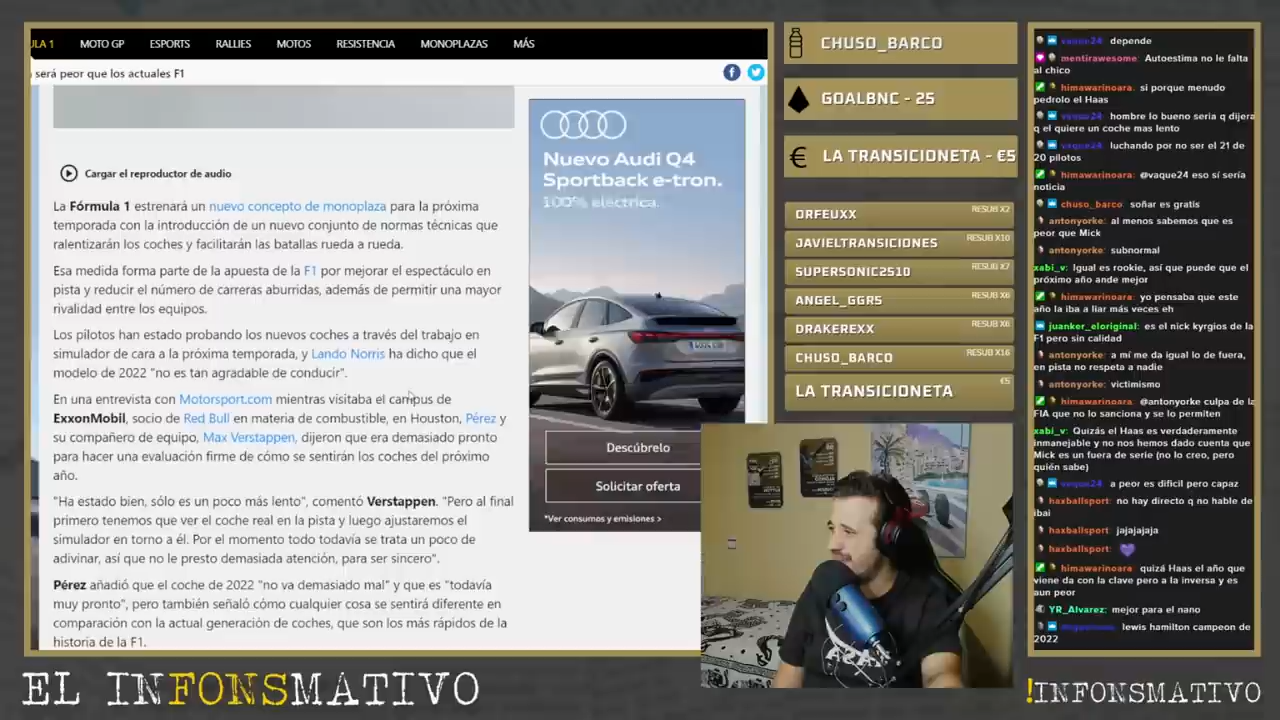 ULA 1 MOTO GP ESPORTS RALLIES MOTOS RESISTENCIA MONOPLAZAS MÁS
será peor que los actuales F1
Cargar el reproductor de audio
La Fórmula 1 estrenará un nuevo concepto de monoplaza para la próxima
temporada con la introducción de un nuevo conjunto de normas técnicas que
ralentizarán los coches y facilitarán las batallas rueda a rueda.
Esa medida forma parte de la apuesta de la F1 por mejorar el espectáculo en
pista y reducir el número de carreras aburridas, además de permitir una mayor
rivalidad entre los equipos.
Los pilotos han estado probando los nuevos coches a través del trabajo en
simulador de cara a la próxima temporada, y Lando Norris ha dicho que el
modelo de 2022 "no es tan agradable de conducir".
En una entrevista con Motorsport.com mientras visitaba el campus de
ExxonMobil, socio de Red Bull en materia de combustible, en Houston, Pérez y
su compañero de equipo, Max Verstappen, dijeron que era demasiado pronto
para hacer una evaluación firme de cómo se sentirán los coches del próximo
año.
"Ha estado bien, sólo es un poco más lento", comentó Verstappen. "Pero al final
primero tenemos que ver el coche real en la pista y luego ajustaremos el
simulador en torno a él. Por el momento todo todavía se trata un poco de
adivinar, así que no le presto demasiada atención, para ser sincero".
Pérez añadió que el coche de 2022 "no va demasiado mal" y que es "todavía
muy pronto", pero también señaló cómo cualquier cosa se sentirá diferente en
comparación con la actual generación de coches, que son los más rápidos de la
historia de la F1.
Nuevo Audi Q4
Sportback e-tron.
100% eléctrica.
Descúbrelo
Solicitar oferta
*Ver consumos y emisiones >
CHUSO_BARCO
GOALBNC - 25
€ LA TRANSICIONETA - €5
ORFEUXX RESUB X2
JAVIELTRANSICIONES RESUB X10
SUPERSONIC2510 RESUB X7
ANGEL_GGR5 RESUB X6
DRAKEREXX RESUB X6
CHUSO_BARCO RESUB X16
LA TRANSICIONETA €5
vaque24: depende
mentirawesome: Autoestima no le falta
al chico
himawarinoara: si porque menudo
pedrolo el Haas
vaque24: hombre lo bueno seria q dijera
q el quiere un coche mas lento
vaque24: luchando por no ser el 21 de
20 pilotos
himawarinoara: @vaque24 eso sí sería
noticia
chuso_barco: soñar es gratis
antonyorke: al menos sabemos que es
peor que Mick
antonyorke: subnormal
xabi_v: Igual es rookie, así que puede que el
próximo año ande mejor
himawarinoara: yo pensaba que este
año la iba a liar más veces eh
juanker_eloriginal: es el nick kyrgios de la
F1 pero sin calidad
antonyorke: a mí me da igual lo de fuera,
en pista no respeta a nadie
antonyorke: victimismo
himawarinoara: @antonyorke culpa de la
FIA que no lo sanciona y se lo permiten
xabi_v: Quizás el Haas es verdaderamente
inmanejable y no nos hemos dado cuenta que
Mick es un fuera de serie (no lo creo, pero
quién sabe)
vaque24: a peor es dificil pero capaz
haxballsport: no hay directo q no hable de
ibai
haxballsport: jajajajaja
haxballsport:
himawarinoara: quizá Haas el año que
viene da con la clave pero a la inversa y es
aun peor
YR_Alvarez: mejor para el nano
lewis hamilton campeon de
2022
EL INFONSMATIVO
!INFONSMATIVO